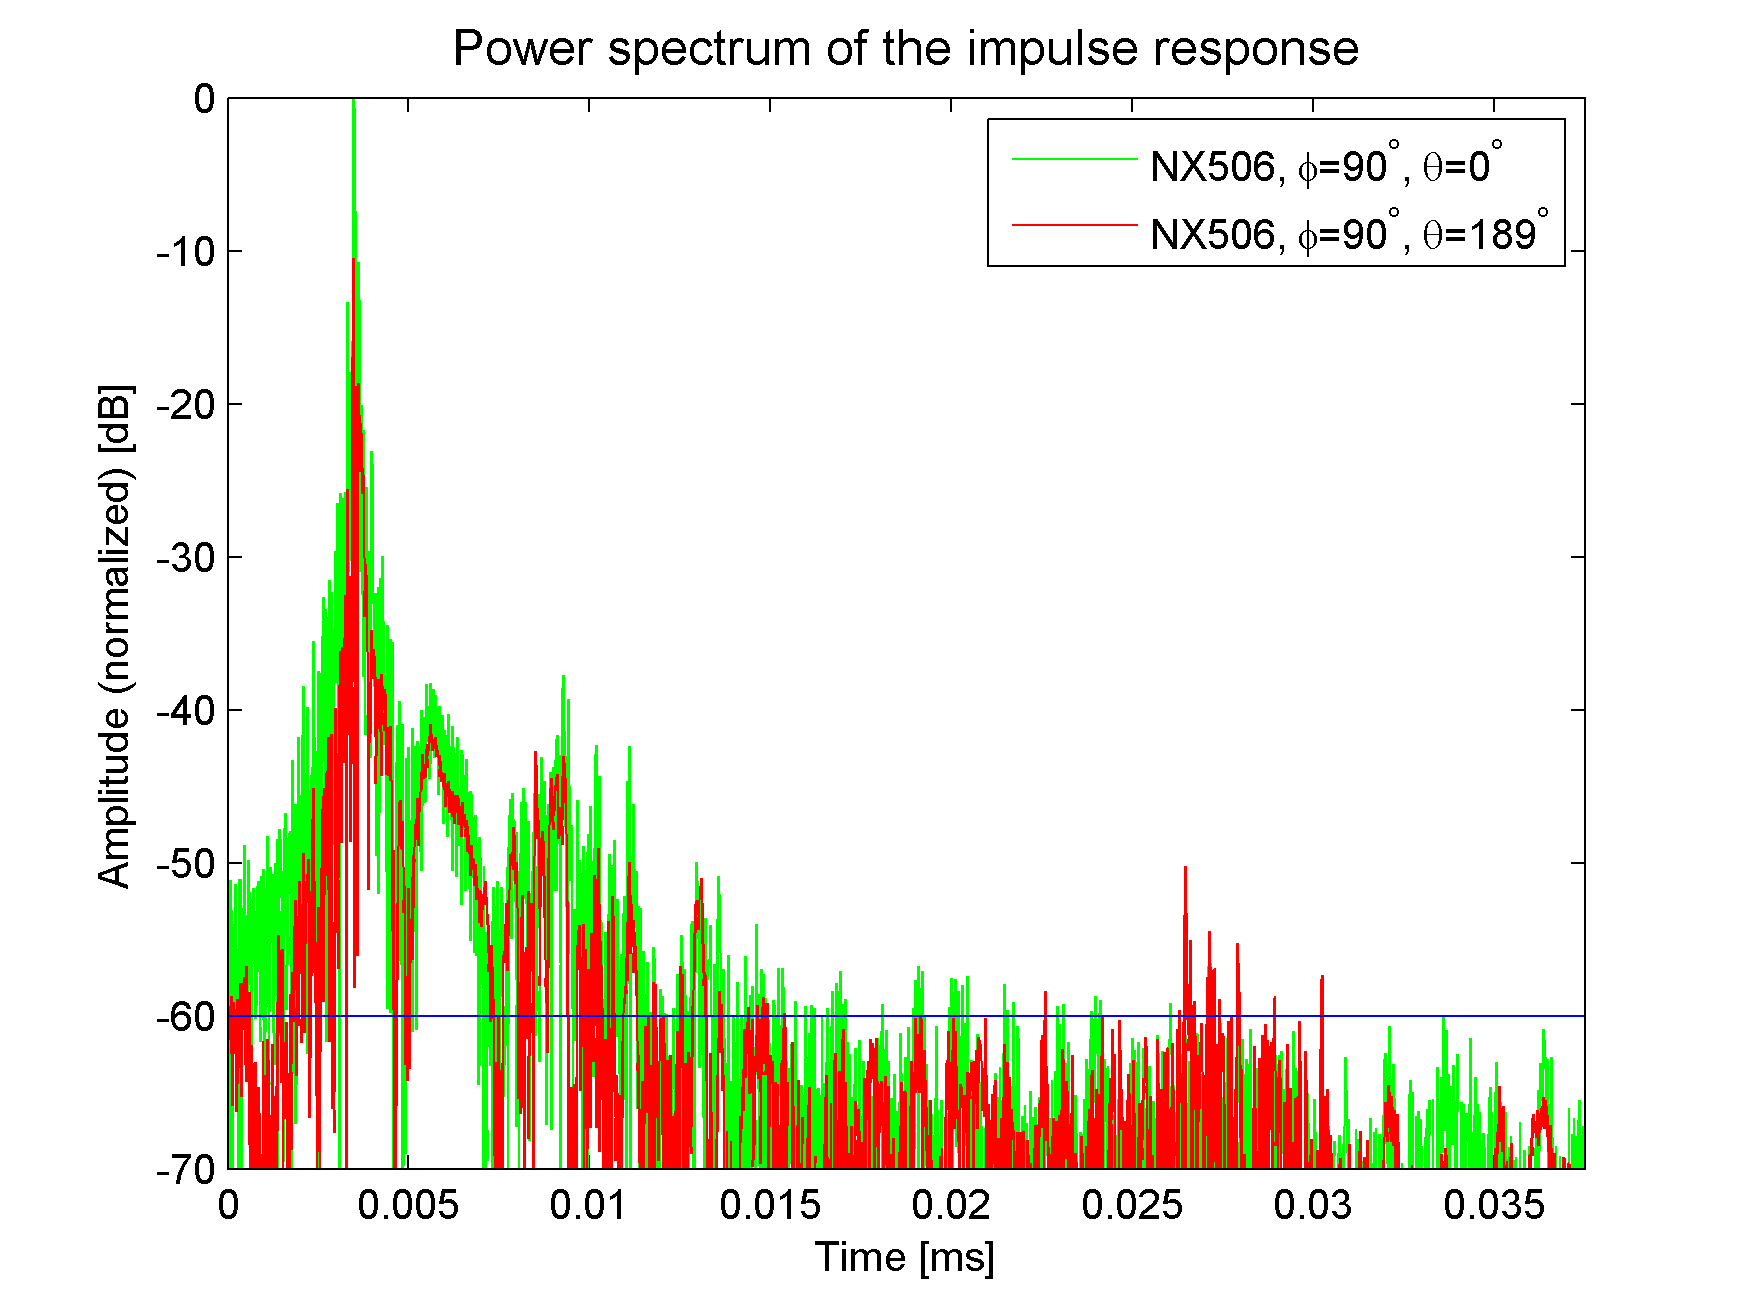 Power spectrum of the impulse response
0
-10
-20
-30
-40
-50
-60
-70
Amplitude (normalized) [dB]
NX506, ϕ=90°, θ=0°
NX506, ϕ=90°, θ=189°
0 0.005 0.01 0.015 0.02 0.025 0.03 0.035
Time [ms]